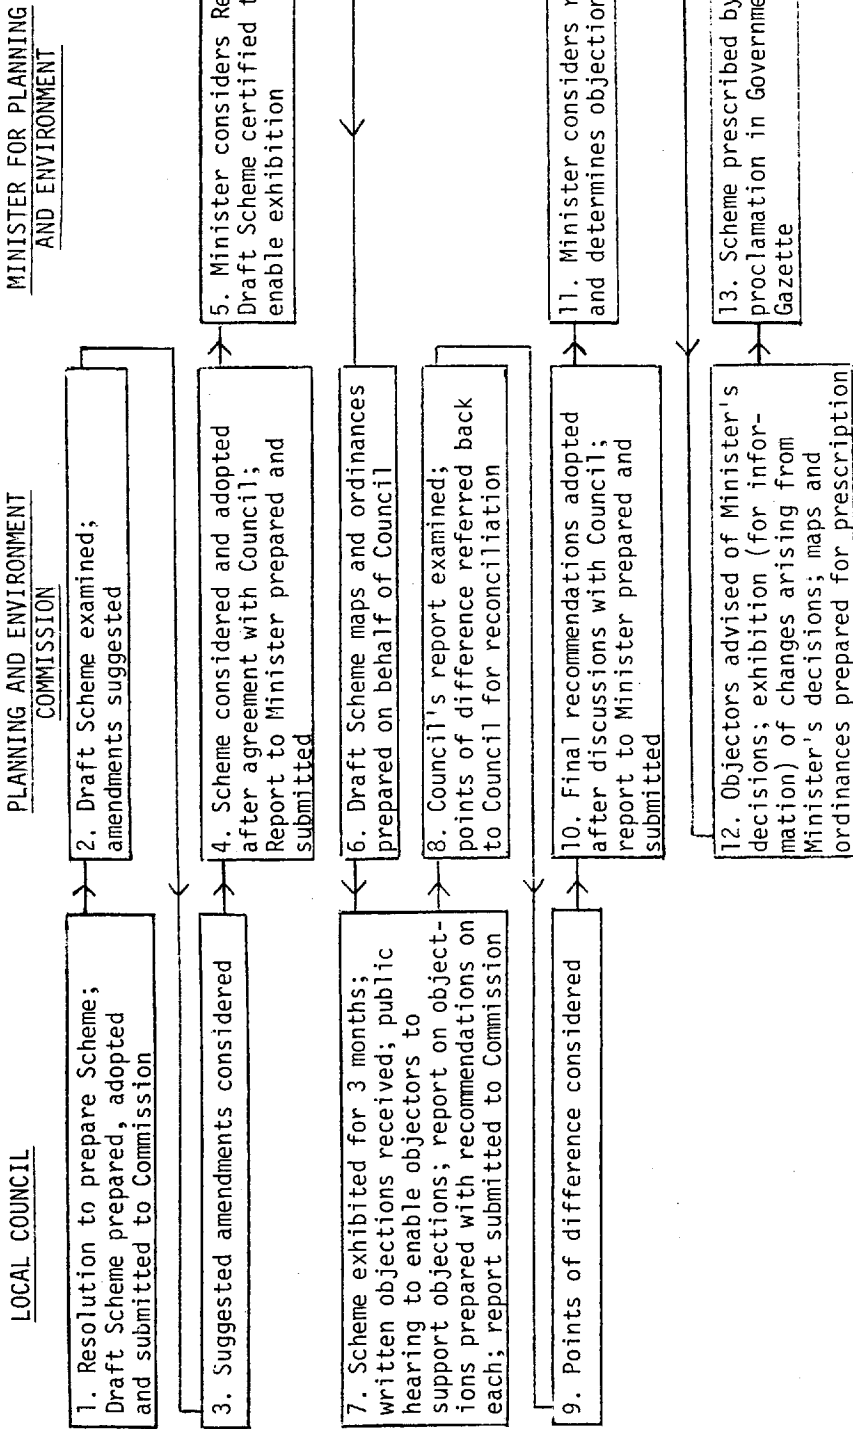 LOCAL COUNCIL
PLANNING AND ENVIRONMENT
COMMISSION
MINISTER FOR PLANNING
AND ENVIRONMENT
1. Resolution to prepare Scheme;
Draft Scheme prepared, adopted
and submitted to Commission
2. Draft Scheme examined;
amendments suggested
3. Suggested amendments considered
4. Scheme considered and adopted
after agreement with Council;
Report to Minister prepared and
submitted
5. Minister considers
Draft Scheme certified
enable exhibition
6. Draft Scheme maps and ordinances
prepared on behalf of Council
7. Scheme exhibited for 3 months;
written objections received; public
hearing to enable objectors to
support objections; report on object-
ions prepared with recommendations on
each; report submitted to Commission
8. Council's report examined;
points of difference referred back
to Council for reconciliation
9. Points of difference considered
10. Final recommendations adopted
after discussions with Council;
report to Minister prepared and
submitted
11. Minister considers
and determines
12. Objectors advised of Minister's
decisions; exhibition (for infor-
mation) of changes arising from
Minister's decisions; maps and
ordinances prepared for prescription
13. Scheme prescribed by
proclamation in
Gazette